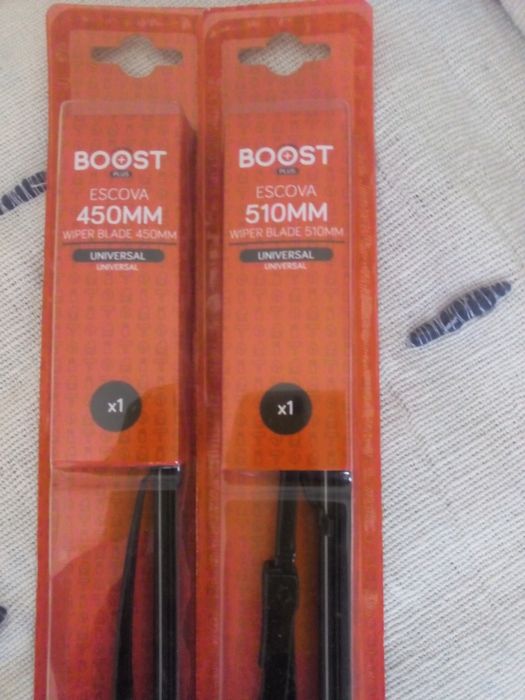 BOOST
PLUS
ESCOVA
450MM
WIPER BLADE 450MM
UNIVERSAL
UNIVERSAL
x1
BOOST
PLUS
ESCOVA
510MM
WIPER BLADE 510MM
UNIVERSAL
UNIVERSAL
x1